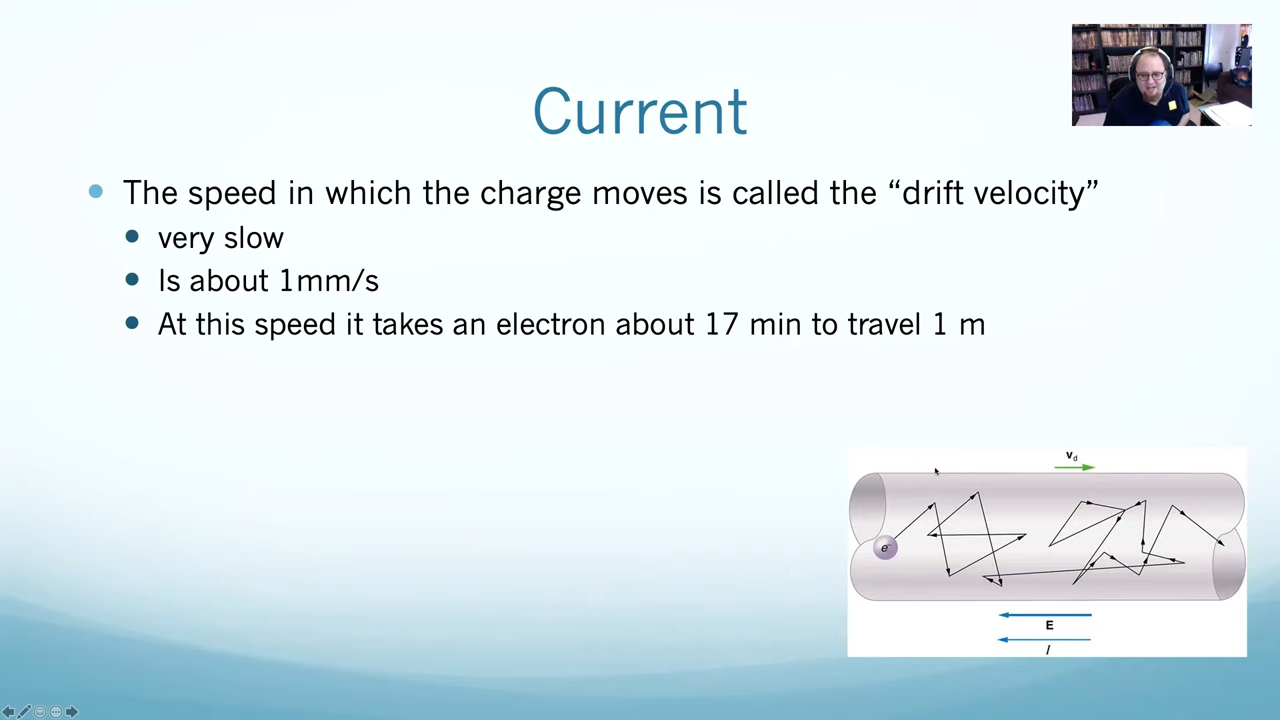 Current
The speed in which the charge moves is called the “drift velocity”
very slow
Is about 1mm/s
At this speed it takes an electron about 17 min to travel 1 m
vd
e−
E
I